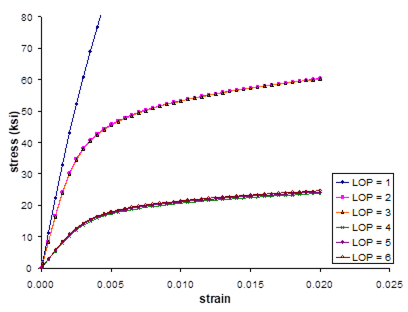 80
70
60
50
40
30
20
10
0
stress (ksi)
0.000 0.005 0.010 0.015 0.020 0.025
strain
LOP = 1
LOP = 2
LOP = 3
LOP = 4
LOP = 5
LOP = 6